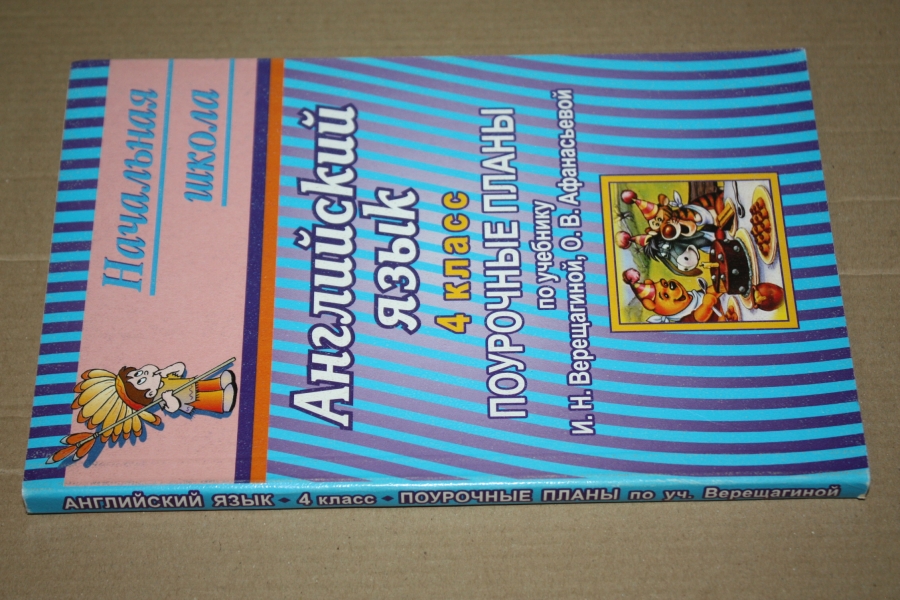 Начальная
школа
Английский
язык
4 класс
ПОУРОЧНЫЕ ПЛАНЫ
по учебнику
И. Н. Верещагиной, О. В. Афанасьевой
АНГЛИЙСКИЙ ЯЗЫК • 4 класс • ПОУРОЧНЫЕ ПЛАНЫ по уч. Верещагиной